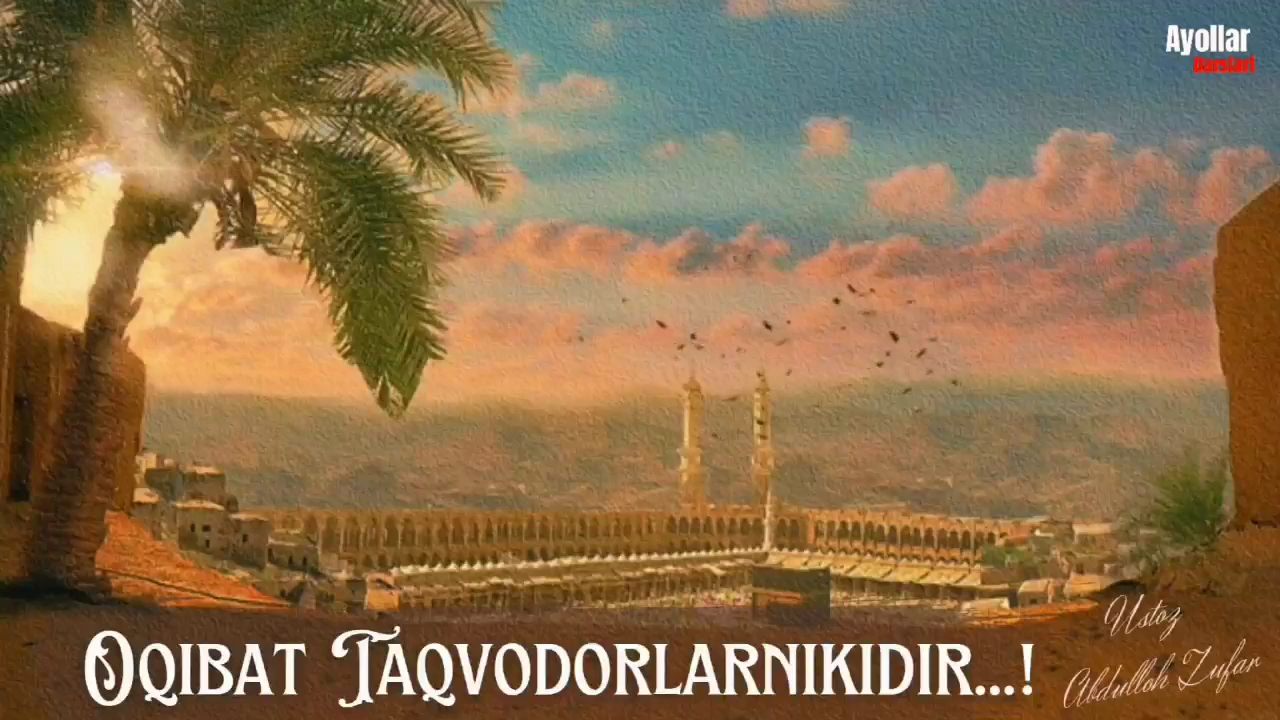 Ayollar
Darslari
Oqibat Taqvodorlarnikidir...!
Ustoz
Abdulloh Zufar